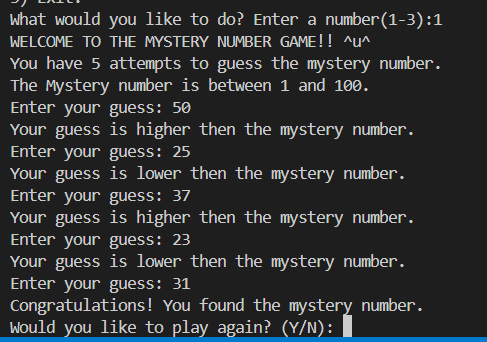 3) Exit.
What would you like to do? Enter a number(1-3):1
WELCOME TO THE MYSTERY NUMBER GAME!! ^u^
You have 5 attempts to guess the mystery number.
The Mystery number is between 1 and 100.
Enter your guess: 50
Your guess is higher then the mystery number.
Enter your guess: 25
Your guess is lower then the mystery number.
Enter your guess: 37
Your guess is higher then the mystery number.
Enter your guess: 23
Your guess is lower then the mystery number.
Enter your guess: 31
Congratulations! You found the mystery number.
Would you like to play again? (Y/N):